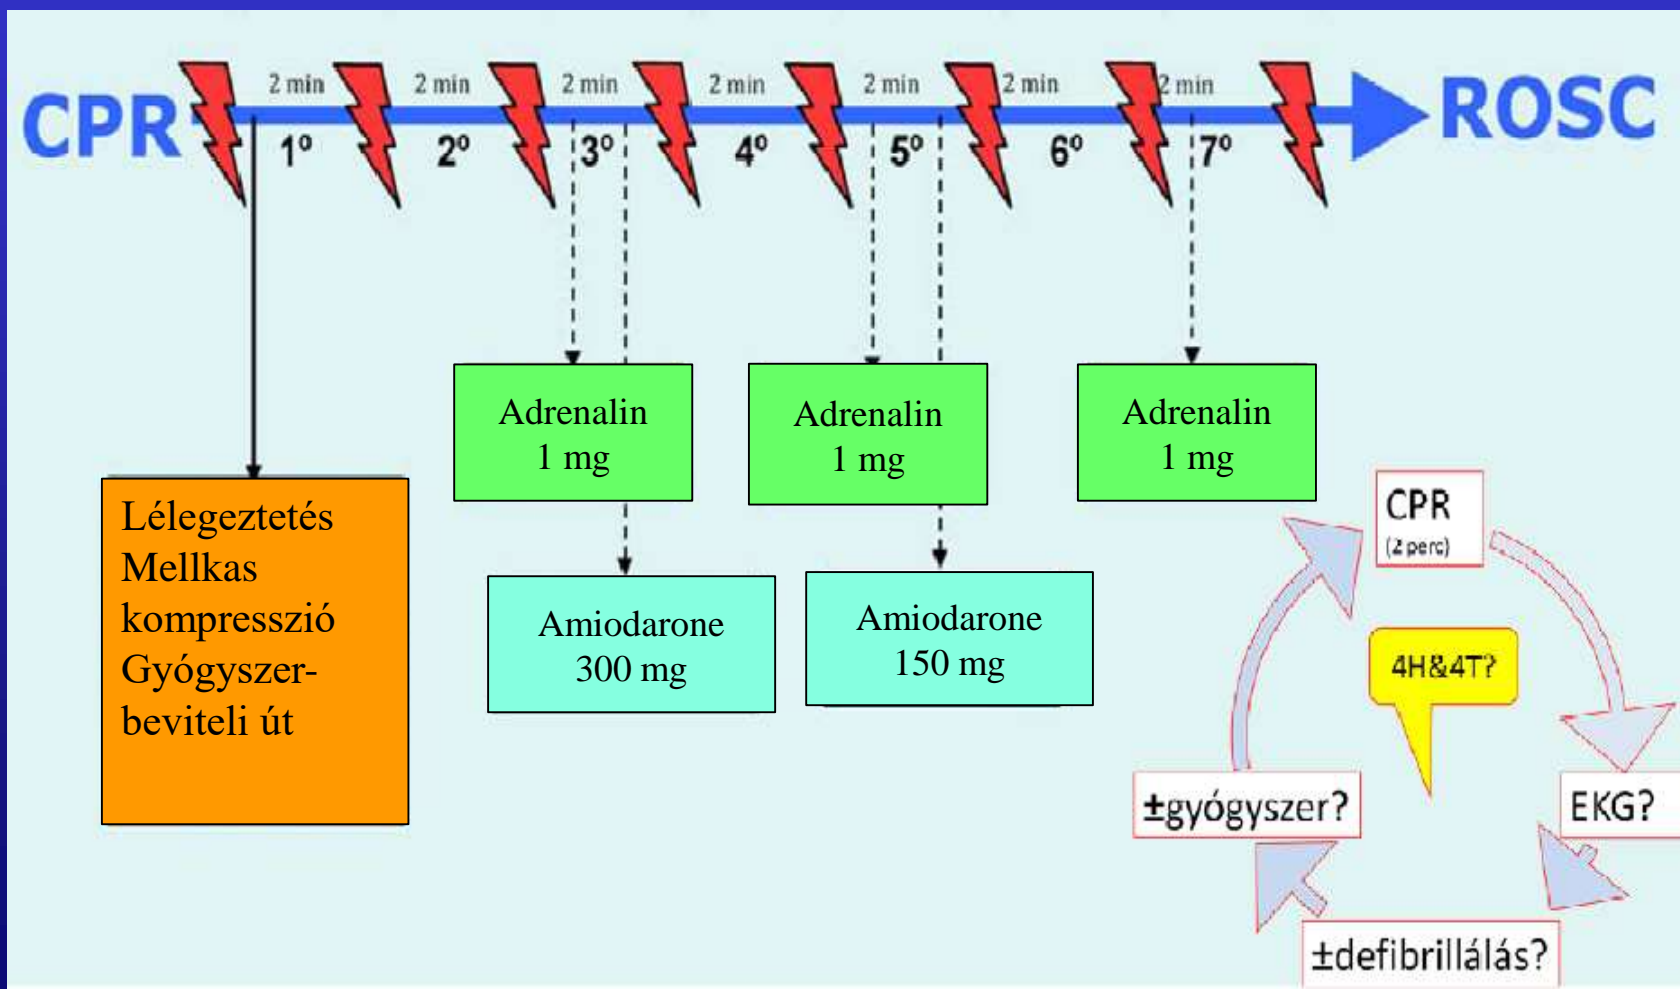 2 min 2 min 2 min 2 min 2 min 2 min 2 min
CPR ROSC
1º 2º 3º 4º 5º 6º 7º
Adrenalin
1 mg
Adrenalin
1 mg
Adrenalin
1 mg
Lélegeztetés
Mellkas
kompresszió
Gyógyszer-
beviteli út
Amiodarone
300 mg
Amiodarone
150 mg
CPR
(2 perc)
4H&4T?
EKG?
±defibrillálás?
±gyógyszer?